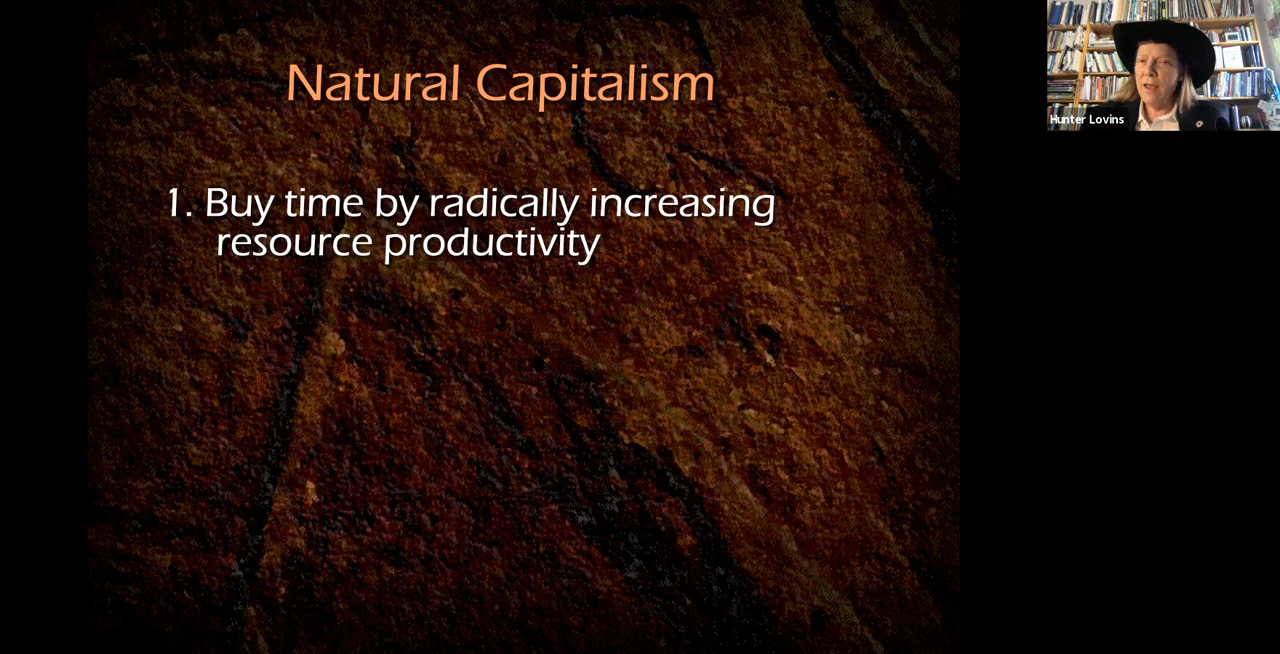 Natural Capitalism
1. Buy time by radically increasing
resource productivity
Hunter Lovins